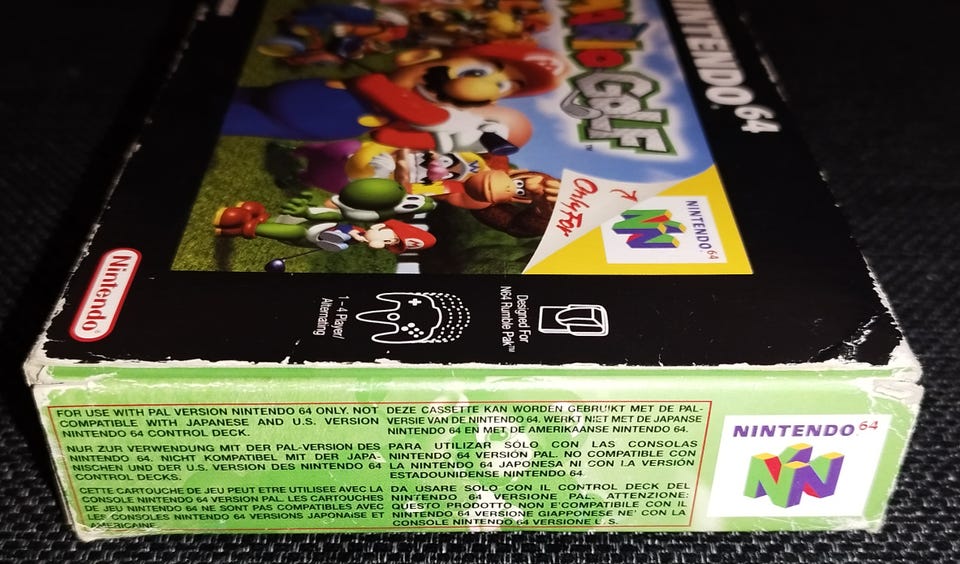 NINTENDO 64
MARIO
GOLF
TM
Only For
NINTENDO 64
Nintendo
®
1 - 4 Player/
Alternating
Designed For
N64 Rumble Pak™
FOR USE WITH PAL VERSION NINTENDO 64 ONLY. NOT
COMPATIBLE WITH JAPANESE AND U.S. VERSION
NINTENDO 64 CONTROL DECK.
NUR ZUR VERWENDUNG MIT DER PAL-VERSION DES
NINTENDO 64. NICHT KOMPATIBEL MIT DER JAPA-
NISCHEN UND DER U.S. VERSION DES NINTENDO 64
CONTROL DECKS.
CETTE CARTOUCHE DE JEU PEUT ETRE UTILISEE AVEC LA
CONSOLE NINTENDO 64 VERSION PAL. LES CARTOUCHES
DE JEU NINTENDO 64 NE SONT PAS COMPATIBLES AVEC
LES CONSOLES NINTENDO 64 VERSIONS JAPONAISE ET
AMERICAINE.
DEZE CASSETTE KAN WORDEN GEBRUIKT MET DE PAL-
VERSIE VAN DE NINTENDO 64. WERKT NIET MET DE JAPANSE
NINTENDO 64 EN MET DE AMERIKAANSE NINTENDO 64.
PARA UTILIZAR SÓLO CON LAS CONSOLAS
NINTENDO 64 VERSIÓN PAL. NO COMPATIBLE CON
LA NINTENDO 64 JAPONESA NI CON LA VERSIÓN
ESTADOUNIDENSE NINTENDO 64.
DA USARE SOLO CON IL CONTROL DECK DEL
NINTENDO 64 VERSIONE PAL. ATTENZIONE:
QUESTO PRODOTTO NON E'COMPATIBILE CON IL
NINTENDO 64 VERSIONE GIAPPONESE NE' CON LA
CONSOLE NINTENDO 64 VERSIONE U.S.
NINTENDO 64